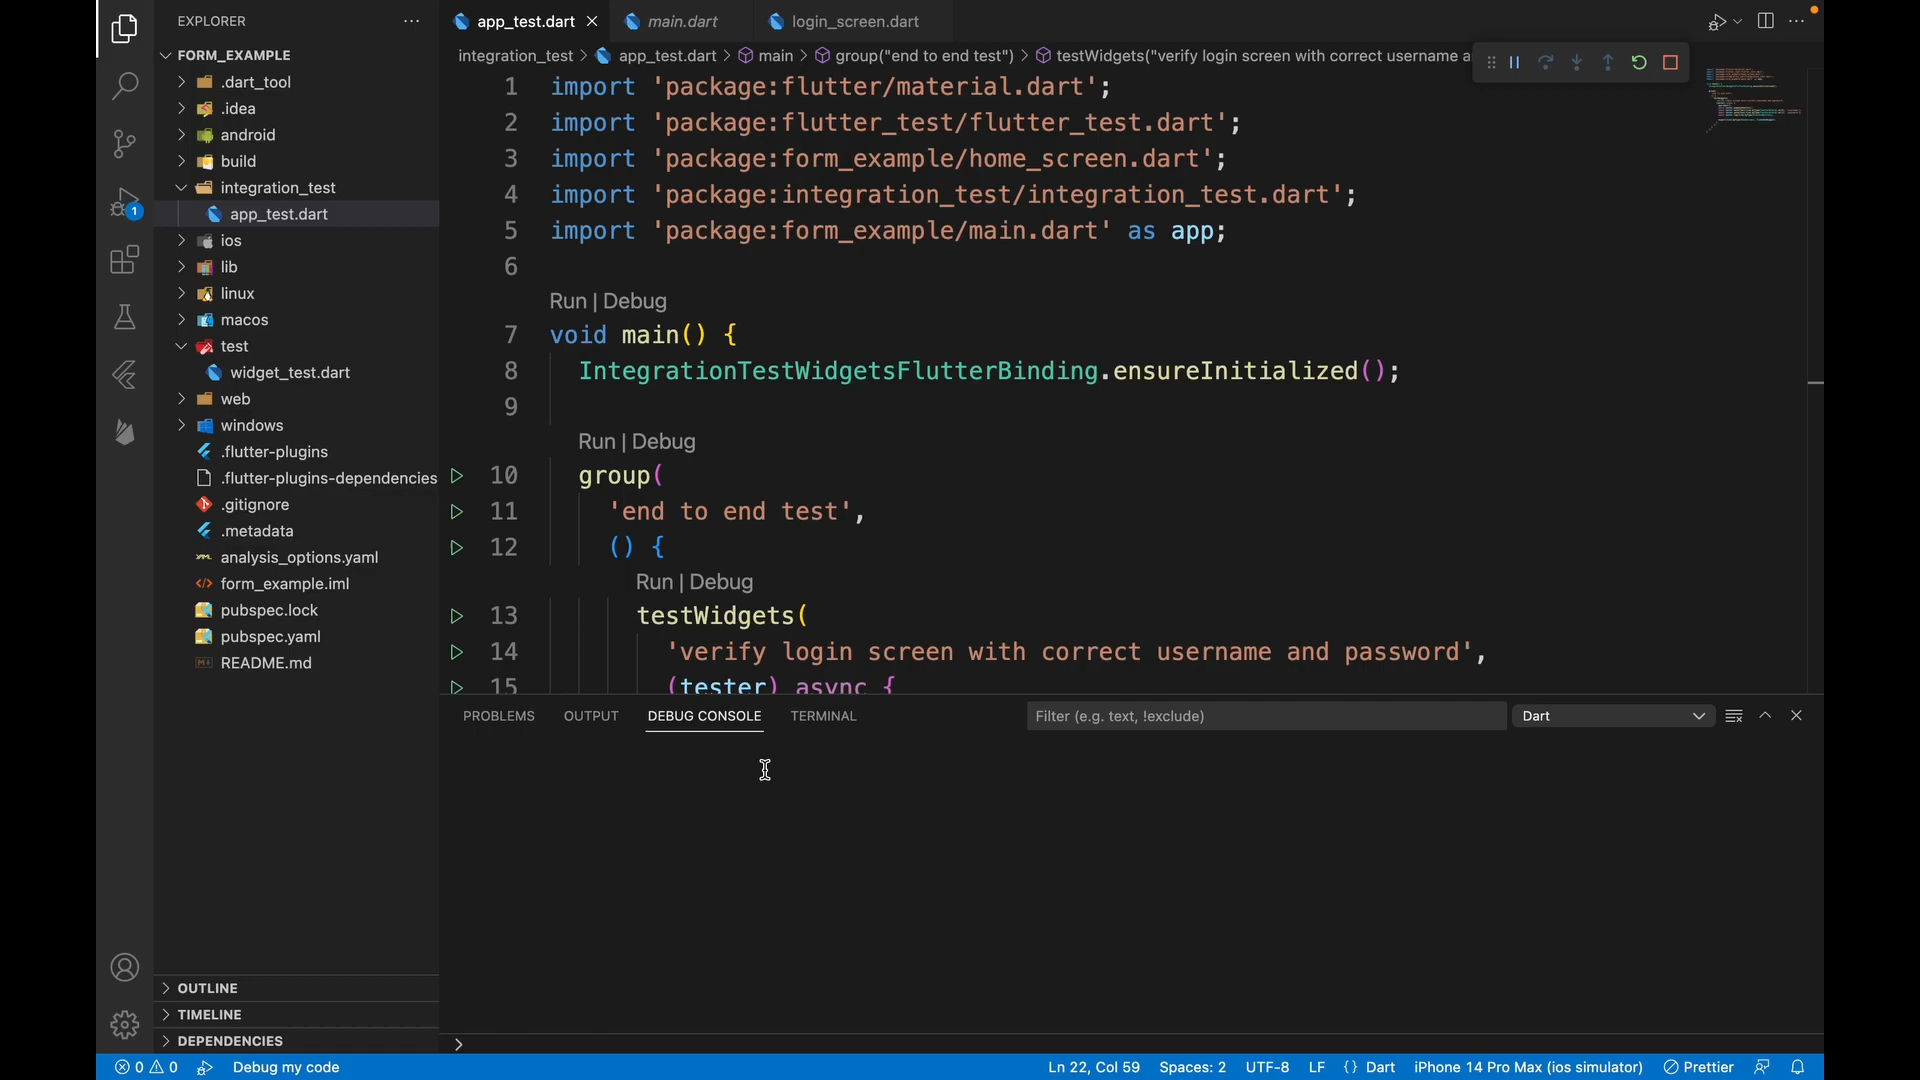 EXPLORER
FORM_EXAMPLE
.dart_tool
.idea
android
build
integration_test
app_test.dart
ios
lib
linux
macos
test
widget_test.dart
web
windows
.flutter-plugins
.flutter-plugins-dependencies
.gitignore
.metadata
analysis_options.yaml
form_example.iml
pubspec.lock
pubspec.yaml
README.md
OUTLINE
TIMELINE
DEPENDENCIES
1
app_test.dart
main.dart
login_screen.dart
integration_test > app_test.dart > main > group("end to end test") > testWidgets("verify login screen with correct username a
1 import 'package:flutter/material.dart';
2 import 'package:flutter_test/flutter_test.dart';
3 import 'package:form_example/home_screen.dart';
4 import 'package:integration_test/integration_test.dart';
5 import 'package:form_example/main.dart' as app;
6
Run | Debug
7 void main() {
8 IntegrationTestWidgetsFlutterBinding.ensureInitialized();
9
Run | Debug
10 group(
11 'end to end test',
12 () {
Run | Debug
13 testWidgets(
14 'verify login screen with correct username and password',
15 (tester) async {
PROBLEMS OUTPUT DEBUG CONSOLE TERMINAL
Filter (e.g. text, !exclude)
Dart
>
0 0 Debug my code
Ln 22, Col 59 Spaces: 2 UTF-8 LF {} Dart iPhone 14 Pro Max (ios simulator) Prettier